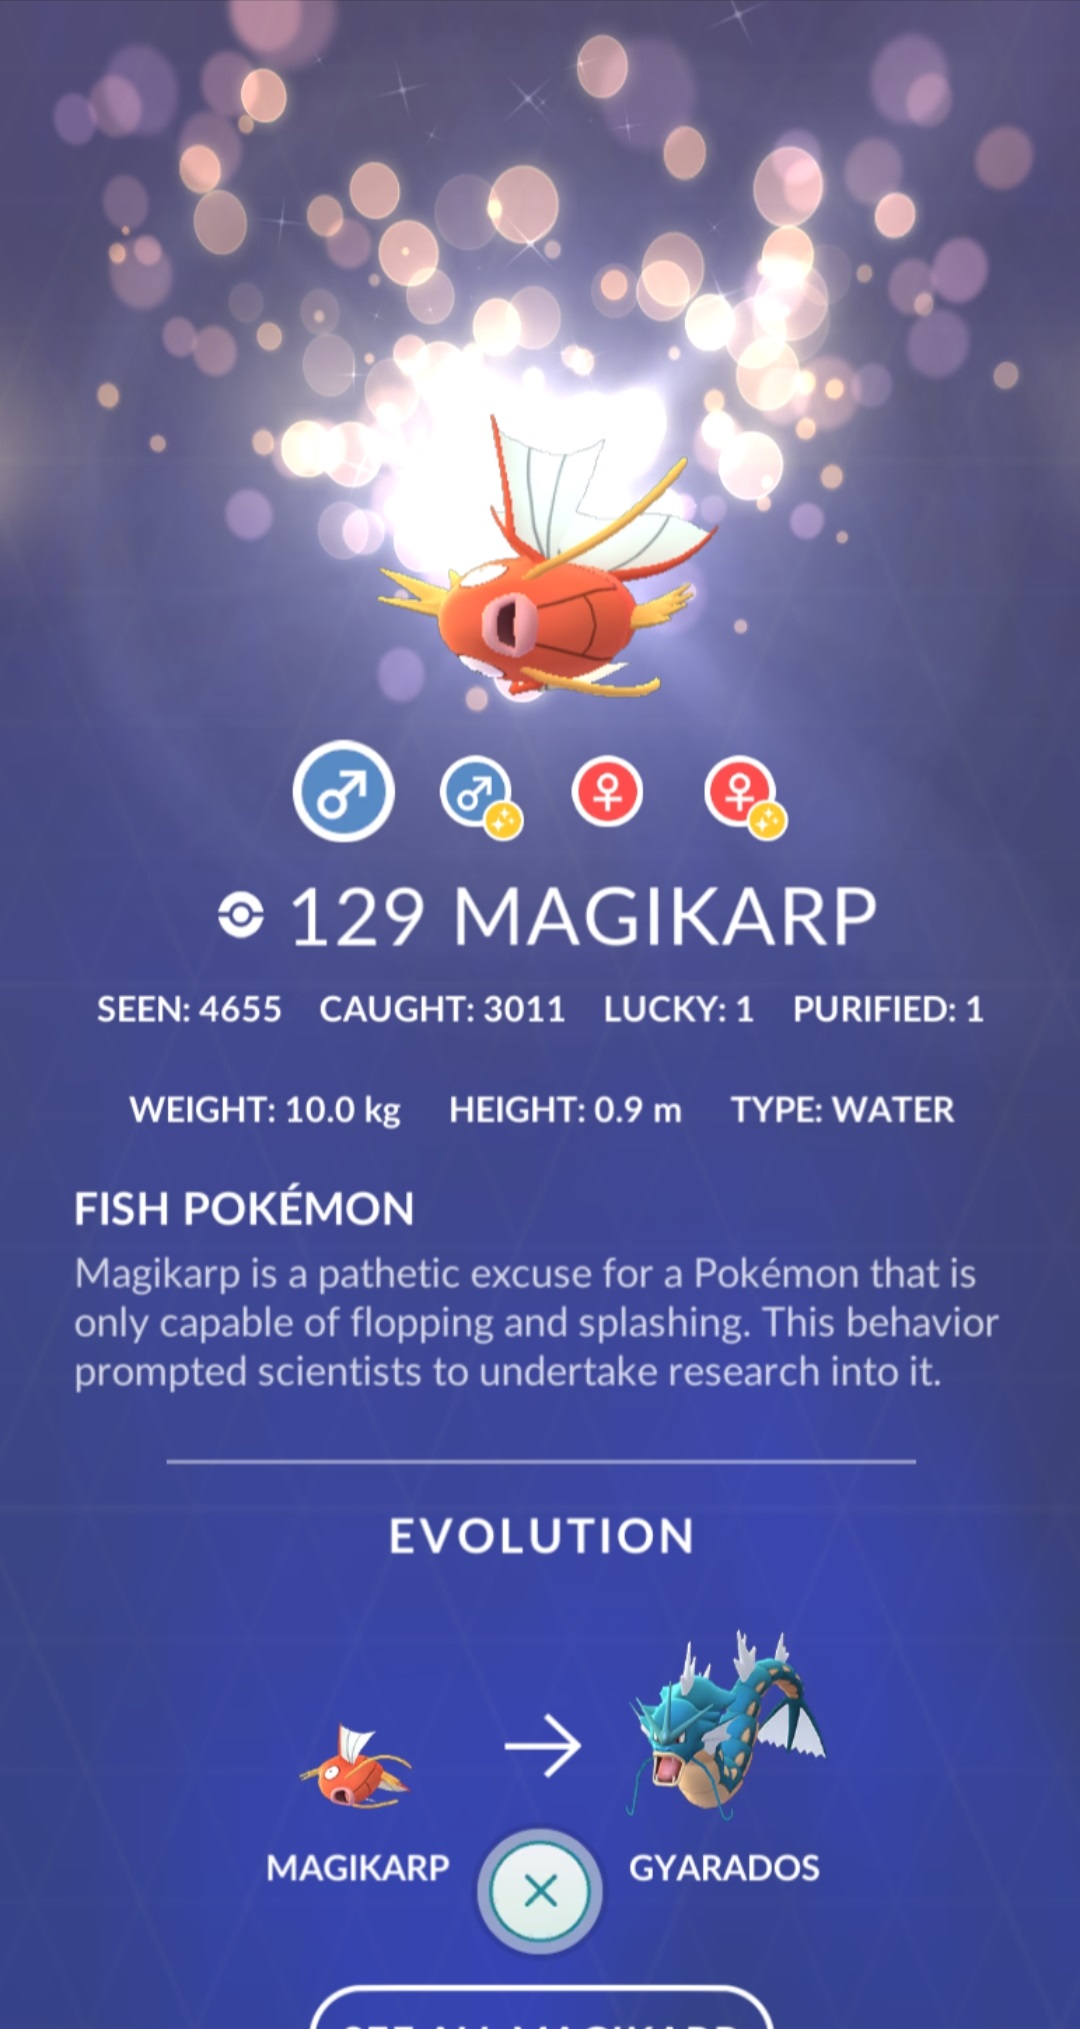 129 MAGIKARP
SEEN: 4655 CAUGHT: 3011 LUCKY: 1 PURIFIED: 1
WEIGHT: 10.0 kg HEIGHT: 0.9 m TYPE: WATER
FISH POKÉMON
Magikarp is a pathetic excuse for a Pokémon that is
only capable of flopping and splashing. This behavior
prompted scientists to undertake research into it.
EVOLUTION
MAGIKARP GYARADOS